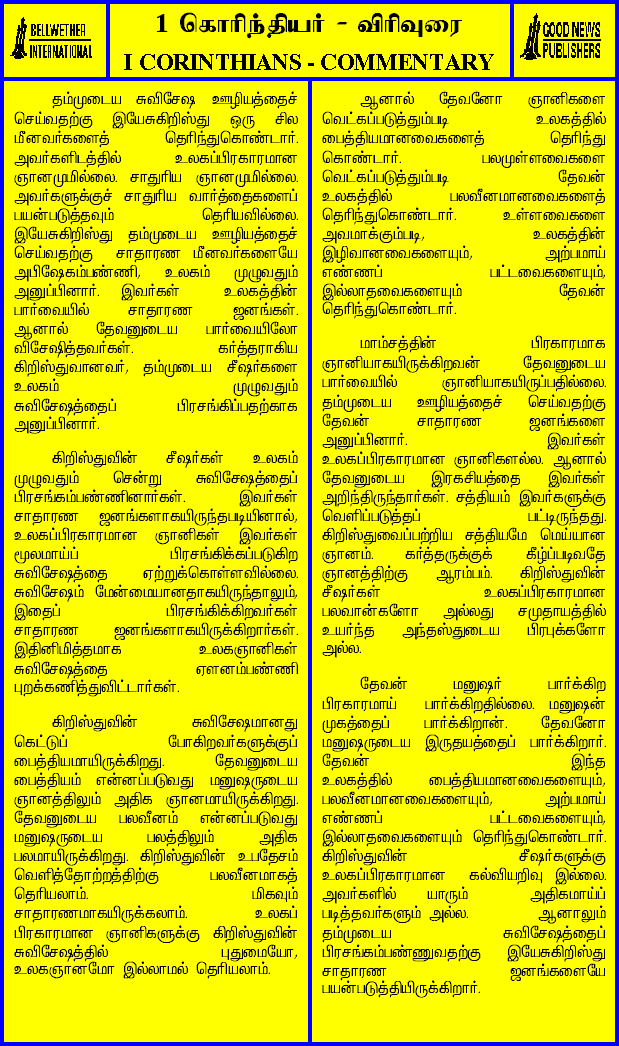 BELLWETHER
INTERNATIONAL
1 கொரிந்தியர் - விரிவுரை
I CORINTHIANS - COMMENTARY
GOOD NEWS
PUBLISHERS
தம்முடைய சுவிசேஷ ஊழியத்தைச்
செய்வதற்கு இயேசுகிறிஸ்து ஒரு சில
மீனவர்களைத் தெரிந்துகொண்டார்.
அவர்களிடத்தில் உலகப்பிரகாரமான
ஞானமுமில்லை. சாதுரிய ஞானமுமில்லை.
அவர்களுக்குச் சாதுரிய வார்த்தைகளைப்
பயன்படுத்தவும் தெரியவில்லை.
இயேசுகிறிஸ்து தம்முடைய ஊழியத்தைச்
செய்வதற்கு சாதாரண மீனவர்களையே
அபிஷேகம்பண்ணி, உலகம் முழுவதும்
அனுப்பினார். இவர்கள் உலகத்தின்
பார்வையில் சாதாரண ஜனங்கள்.
ஆனால் தேவனுடைய பார்வையிலோ
விசேஷித்தவர்கள். கர்த்தராகிய
கிறிஸ்துவானவர், தம்முடைய சீஷர்களை
உலகம் முழுவதும்
சுவிசேஷத்தைப் பிரசங்கிப்பதற்காக
அனுப்பினார்.
கிறிஸ்துவின் சீஷர்கள் உலகம்
முழுவதும் சென்று சுவிசேஷத்தைப்
பிரசங்கம்பண்ணினார்கள். இவர்கள்
சாதாரண ஜனங்களாகயிருந்தபடியினால்,
உலகப்பிரகாரமான ஞானிகள் இவர்கள்
மூலமாய்ப் பிரசங்கிக்கப்படுகிற
சுவிசேஷத்தை ஏற்றுக்கொள்ளவில்லை.
சுவிசேஷம் மேன்மையானதாகயிருந்தாலும்,
இதைப் பிரசங்கிக்கிறவர்கள்
சாதாரண ஜனங்களாகயிருக்கிறார்கள்.
இதினிமித்தமாக உலகஞானிகள்
சுவிசேஷத்தை ஏளனம்பண்ணி
புறக்கணித்துவிட்டார்கள்.
கிறிஸ்துவின் சுவிசேஷமானது
கெட்டுப் போகிறவர்களுக்குப்
பைத்தியமாயிருக்கிறது. தேவனுடைய
பைத்தியம் என்னப்படுவது மனுஷருடைய
ஞானத்திலும் அதிக ஞானமாயிருக்கிறது.
தேவனுடைய பலவீனம் என்னப்படுவது
மனுஷருடைய பலத்திலும் அதிக
பலமாயிருக்கிறது. கிறிஸ்துவின் உபதேசம்
வெளித்தோற்றத்திற்கு பலவீனமாகத்
தெரியலாம். மிகவும்
சாதாரணமாகயிருக்கலாம். உலகப்
பிரகாரமான ஞானிகளுக்கு கிறிஸ்துவின்
சுவிசேஷத்தில் புதுமையோ,
உலகஞானமோ இல்லாமல் தெரியலாம்.
ஆனால் தேவனோ ஞானிகளை
வெட்கப்படுத்தும்படி உலகத்தில்
பைத்தியமானவைகளைத் தெரிந்து
கொண்டார். பலமுள்ளவைகளை
வெட்கப்படுத்தும்படி தேவன்
உலகத்தில் பலவீனமானவைகளைத்
தெரிந்துகொண்டார். உள்ளவைகளை
அவமாக்கும்படி, உலகத்தின்
இழிவானவைகளையும், அற்பமாய்
எண்ணப் பட்டவைகளையும்,
இல்லாதவைகளையும் தேவன்
தெரிந்துகொண்டார்.
மாம்சத்தின் பிரகாரமாக
ஞானியாகயிருக்கிறவன் தேவனுடைய
பார்வையில் ஞானியாகயிருப்பதில்லை.
தம்முடைய ஊழியத்தைச் செய்வதற்கு
தேவன் சாதாரண ஜனங்களை
அனுப்பினார். இவர்கள்
உலகப்பிரகாரமான ஞானிகளல்ல. ஆனால்
தேவனுடைய இரகசியத்தை இவர்கள்
அறிந்திருந்தார்கள். சத்தியம் இவர்களுக்கு
வெளிப்படுத்தப் பட்டிருந்தது.
கிறிஸ்துவைப்பற்றிய சத்தியமே மெய்யான
ஞானம். கர்த்தருக்குக் கீழ்ப்படிவதே
ஞானத்திற்கு ஆரம்பம். கிறிஸ்துவின்
சீஷர்கள் உலகப்பிரகாரமான
பலவான்களோ அல்லது சமுதாயத்தில்
உயர்ந்த அந்தஸ்துடைய பிரபுக்களோ
அல்ல.
தேவன் மனுஷர் பார்க்கிற
பிரகாரமாய் பார்க்கிறதில்லை. மனுஷன்
முகத்தைப் பார்க்கிறான். தேவனோ
மனுஷருடைய இருதயத்தைப் பார்க்கிறார்.
தேவன் இந்த
உலகத்தில் பைத்தியமானவைகளையும்,
பலவீனமானவைகளையும், அற்பமாய்
எண்ணப் பட்டவைகளையும்,
இல்லாதவைகளையும் தெரிந்துகொண்டார்.
கிறிஸ்துவின் சீஷர்களுக்கு
உலகப்பிரகாரமான கல்வியறிவு இல்லை.
அவர்களில் யாரும் அதிகமாய்ப்
படித்தவர்களும் அல்ல. ஆனாலும்
தம்முடைய சுவிசேஷத்தைப்
பிரசங்கம்பண்ணுவதற்கு இயேசுகிறிஸ்து
சாதாரண ஜனங்களையே
பயன்படுத்தியிருக்கிறார்.